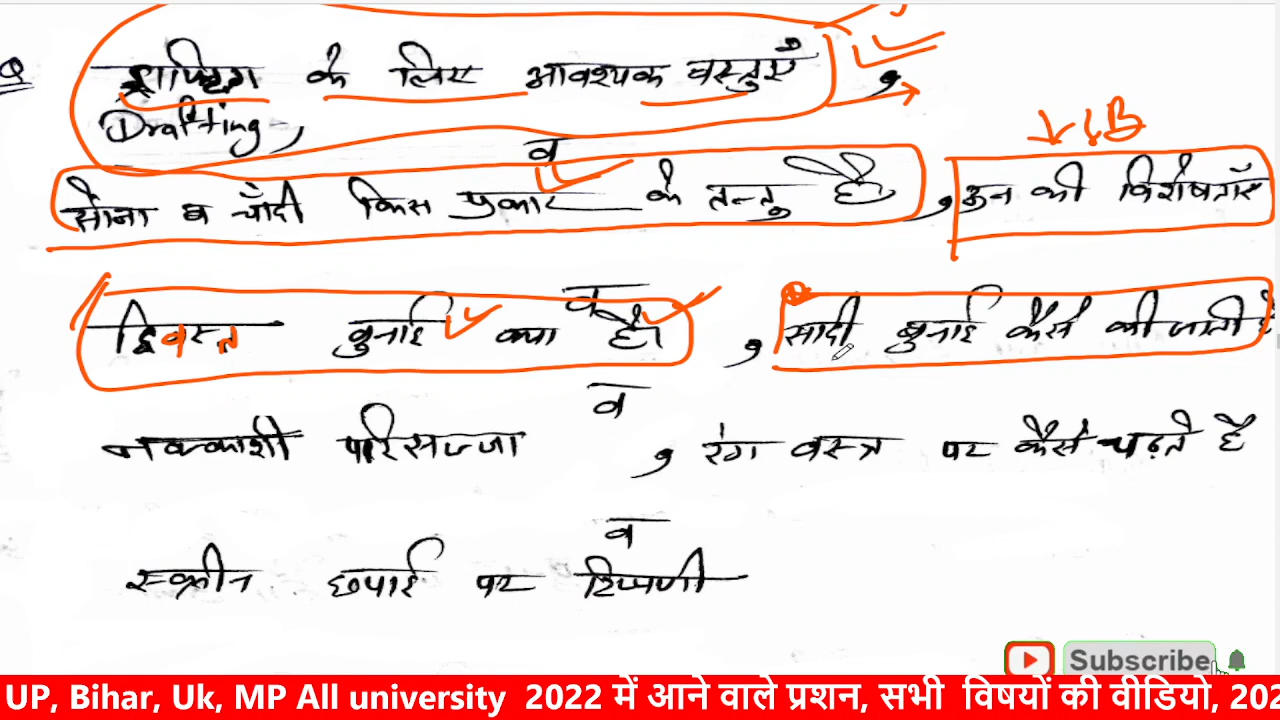 Q ड्राफ्टिंग के लिए आवश्यक वस्तुएँ ,
Drafting,
व
सोना व चाँदी किस प्रकार के तन्तु है , ऊन की विशेषताएँ
व
द्विवस्त्र बुनाई क्या है। , सादी बुनाई कैसे की जाती है
व
नक्काशी परिसज्जा , रंग वस्त्र पर कैसे चढ़ते है
व
स्क्रीन छपाई पर टिप्पणी
Subscribe
UP, Bihar, Uk, MP All university 2022 में आने वाले प्रशन, सभी विषयों की वीडियो, 202